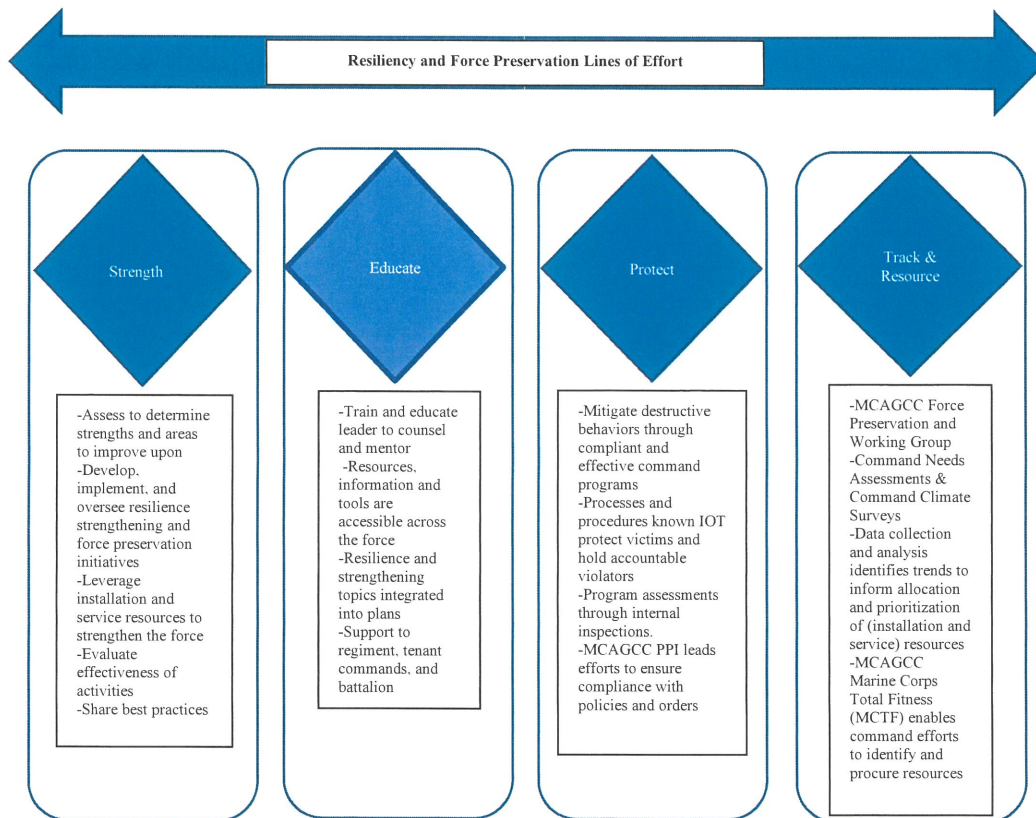 Resiliency and Force Preservation Lines of Effort
Strength
-Assess to determine
strengths and areas
to improve upon
-Develop,
implement, and
oversee resilience
strengthening and
force preservation
initiatives
-Leverage
installation and
service resources to
strengthen the force
-Evaluate
effectiveness of
activities
-Share best practices
Educate
-Train and educate
leader to counsel
and mentor
-Resources,
information and
tools are
accessible across
the force
-Resilience and
strengthening
topics integrated
into plans
-Support to
regiment, tenant
commands, and
battalion
Protect
-Mitigate destructive
behaviors through
compliant and
effective command
programs
-Processes and
procedures known IOT
protect victims and
hold accountable
violators
-Program assessments
through internal
inspections.
-MCAGCC PPI leads
efforts to ensure
compliance with
policies and orders
Track &
Resource
-MCAGCC Force
Preservation and
Working Group
-Command Needs
Assessments &
Command Climate
Surveys
-Data collection
and analysis
identifies trends to
inform allocation
and prioritization
of (installation and
service) resources
-MCAGCC
Marine Corps
Total Fitness
(MCTF) enables
command efforts
to identify and
procure resources